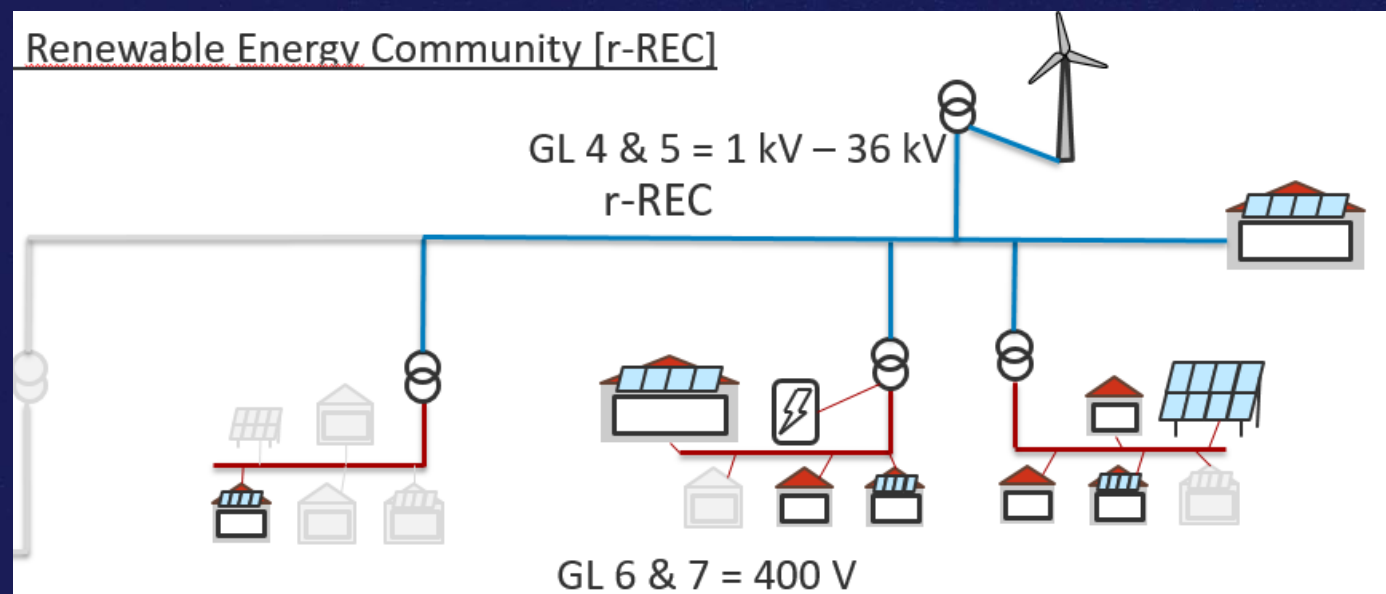 Renewable Energy Community [r-REC]
GL 4 & 5 = 1 kV – 36 kV
r-REC
GL 6 & 7 = 400 V